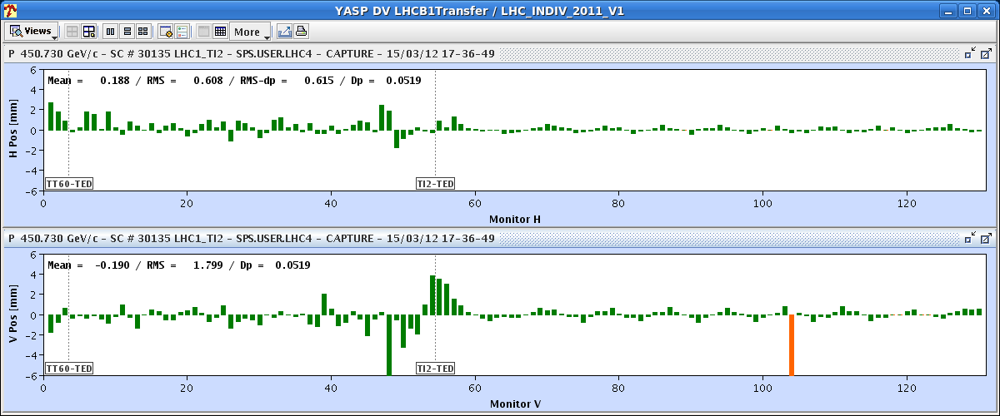 YASP DV LHCB1Transfer / LHC_INDIV_2011_V1
Views
More
P 450.730 GeV/c - SC # 30135 LHC1_TI2 - SPS.USER.LHC4 - CAPTURE - 15/03/12 17-36-49
Mean = 0.188 / RMS = 0.608 / RMS-dp = 0.615 / Dp = 0.0519
H Pos [mm]
6
4
2
0
-2
-4
-6
TT60-TED
TI2-TED
0 20 40 60 80 100 120
Monitor H
P 450.730 GeV/c - SC # 30135 LHC1_TI2 - SPS.USER.LHC4 - CAPTURE - 15/03/12 17-36-49
Mean = -0.190 / RMS = 1.799 / Dp = 0.0519
V Pos [mm]
6
4
2
0
-2
-4
-6
TT60-TED
TI2-TED
0 20 40 60 80 100 120
Monitor V